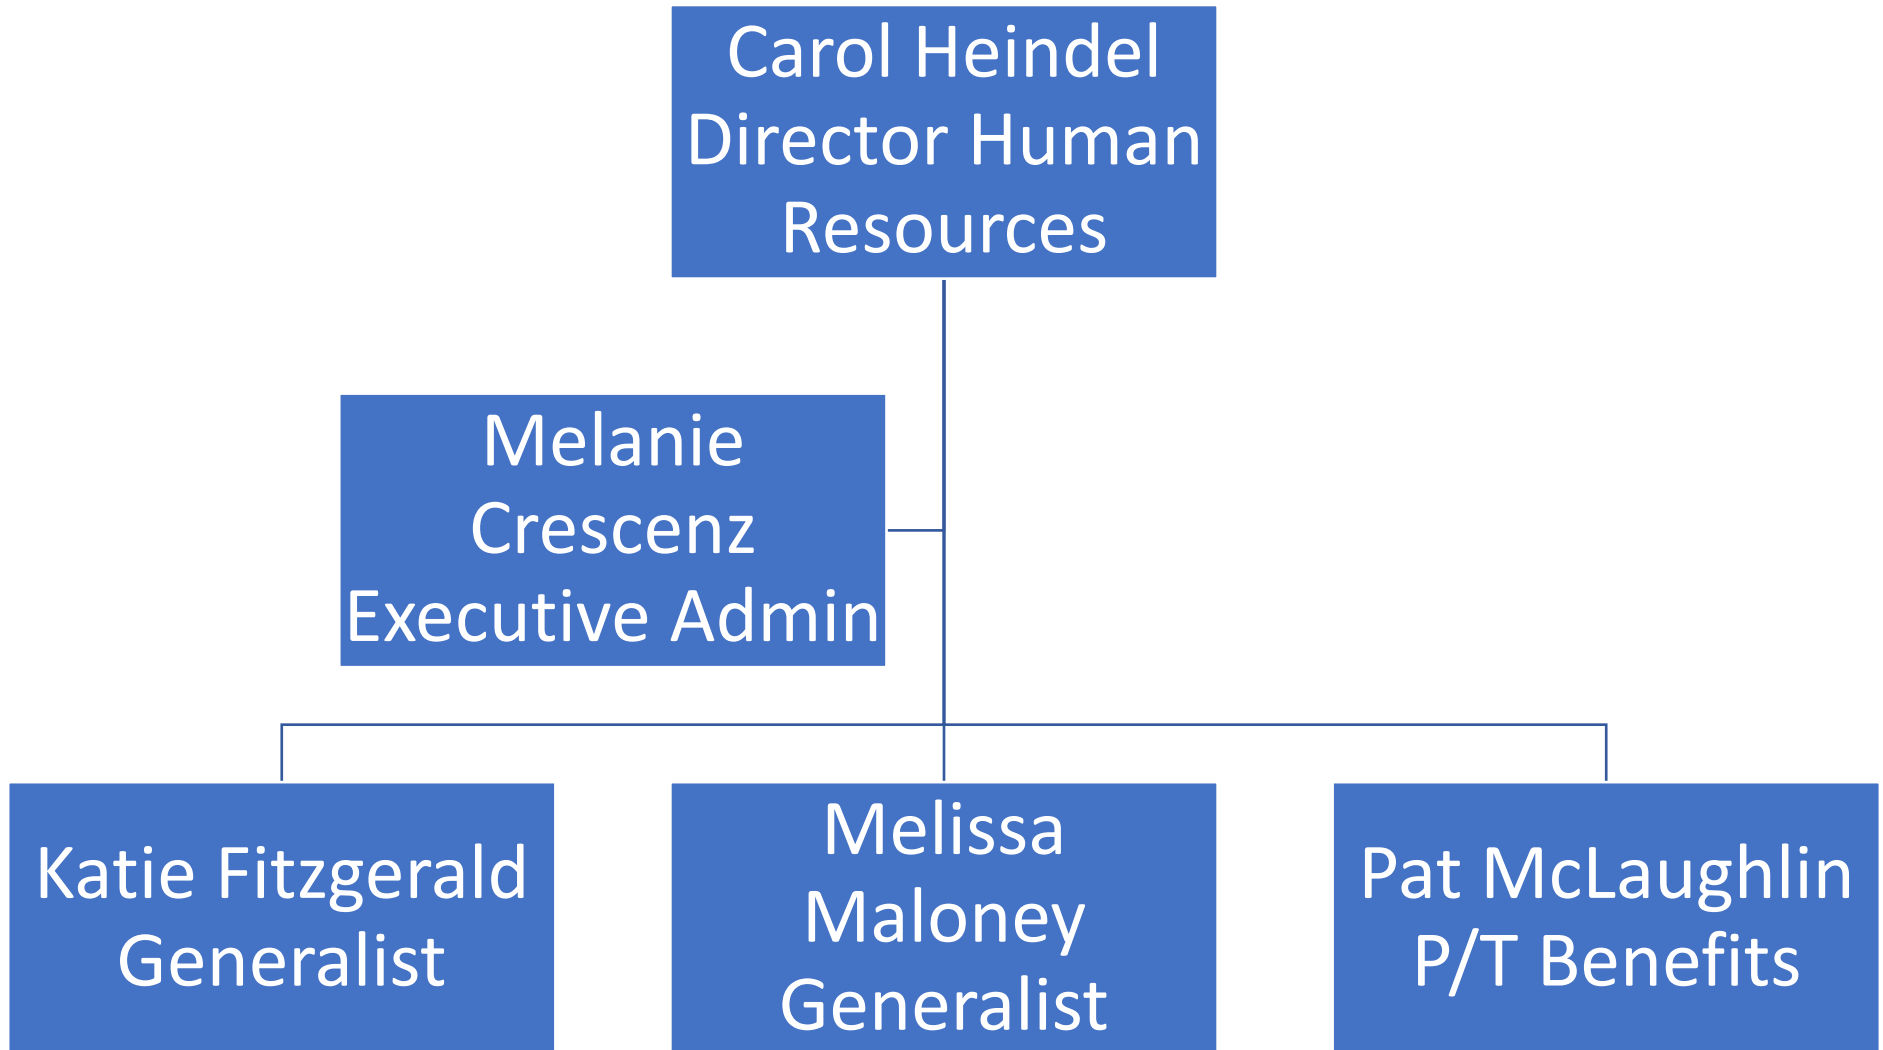 Carol Heindel
Director Human
Resources
Melanie
Crescenz
Executive Admin
Katie Fitzgerald
Generalist
Melissa
Maloney
Generalist
Pat McLaughlin
P/T Benefits